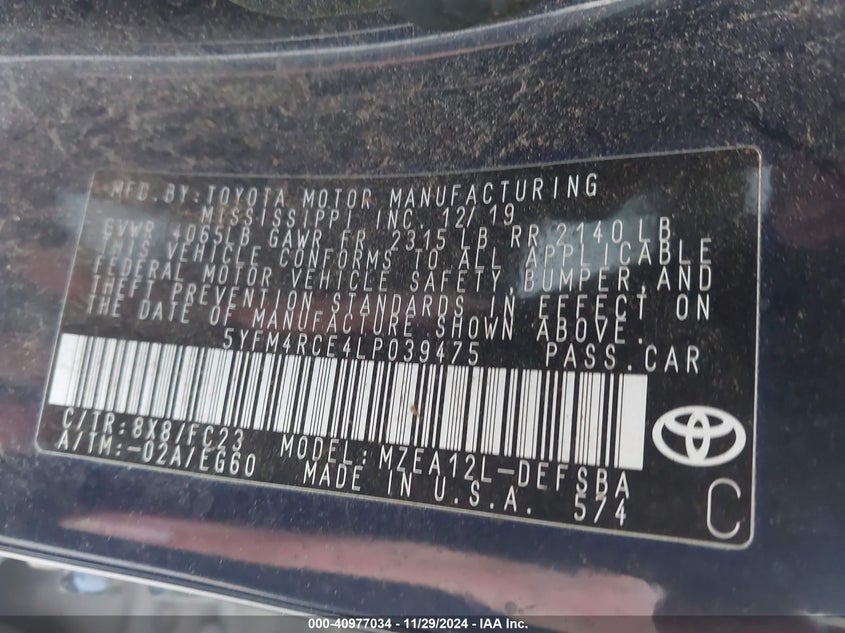 MFD.BY:TOYOTA MOTOR MANUFACTURING
MISSISSIPPI INC. 12/19
GVWR 4065LB GAWR FR 2315 LB RR 2140LB
THIS VEHICLE CONFORMS TO ALL APPLICABLE
FEDERAL MOTOR VEHICLE SAFETY,BUMPER,AND
THEFT PREVENTION STANDARDS IN EFFECT ON
THE DATE OF MANUFACTURE SHOWN ABOVE.
5YFM4RCE4LP039475 PASS.CAR
C/TR:8X8/FC23 MODEL:MZEA12L-DEFSBA
A/TM:-02A/EG60 MADE IN U.S.A. 574
C
000-40977034 / 11/29/2024 - IAA Inc.